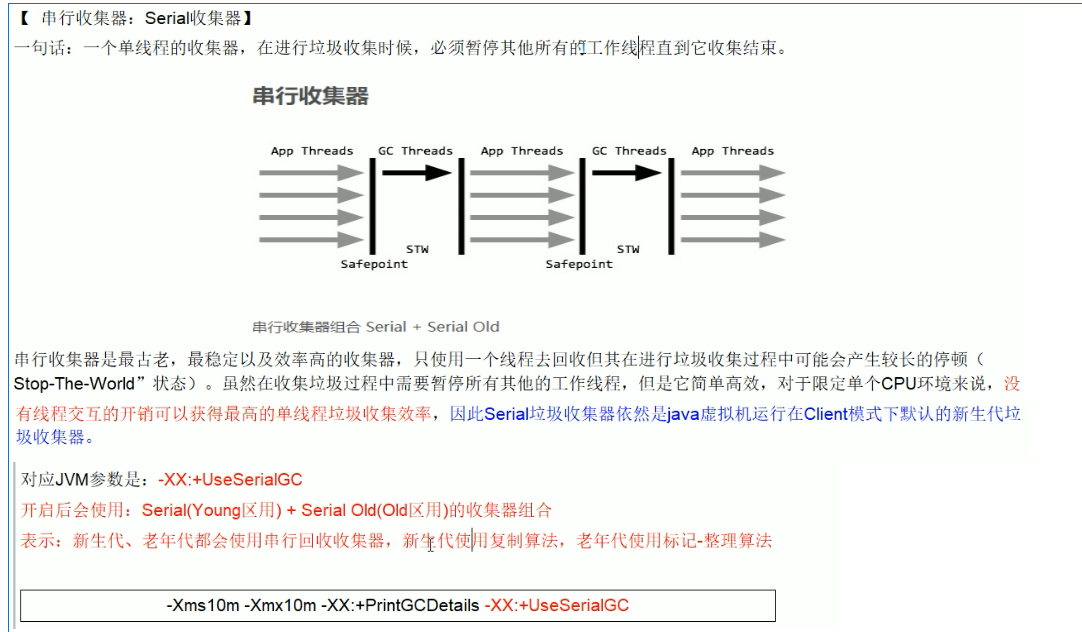 【 串行收集器：Serial收集器】
一句话：一个单线程的收集器，在进行垃圾收集时候，必须暂停其他所有的工作线程直到它收集结束。
串行收集器
App Threads GC Threads App Threads GC Threads App Threads
STW STW
Safepoint Safepoint
串行收集器组合 Serial + Serial Old
串行收集器是最古老，最稳定以及效率高的收集器，只使用一个线程去回收但其在进行垃圾收集过程中可能会产生较长的停顿（
Stop-The-World”状态）。虽然在收集垃圾过程中需要暂停所有其他的工作线程，但是它简单高效，对于限定单个CPU环境来说，没
有线程交互的开销可以获得最高的单线程垃圾收集效率，因此Serial垃圾收集器依然是java虚拟机运行在Client模式下默认的新生代垃
圾收集器。
对应JVM参数是：-XX:+UseSerialGC
开启后会使用：Serial(Young区用) + Serial Old(Old区用)的收集器组合
表示：新生代、老年代都会使用串行回收收集器，新生代使用复制算法，老年代使用标记-整理算法
-Xms10m -Xmx10m -XX:+PrintGCDetails -XX:+UseSerialGC